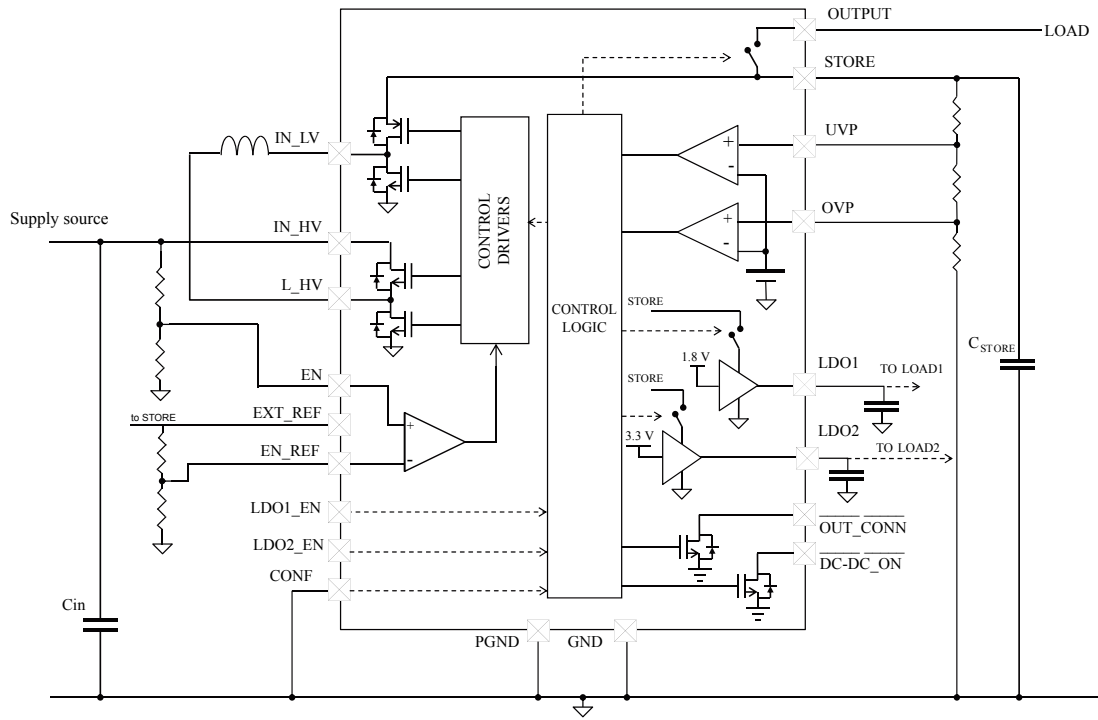 OUTPUT
LOAD
STORE
IN_LV
UVP
Supply source
IN_HV
OVP
CONTROL
DRIVERS
L_HV
STORE
CONTROL
LOGIC
C STORE
1.8 V
LDO1
TO LOAD1
EN
STORE
to STORE
EXT_REF
LDO2
3.3 V
TO LOAD2
EN_REF
LDO1_EN
OUT_CONN
LDO2_EN
DC-DC_ON
CONF
Cin
PGND
GND
+
-
+
-
+
-